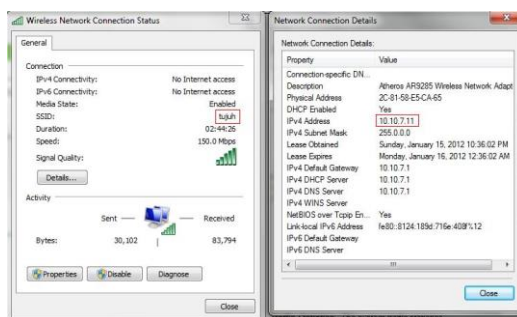 Wireless Network Connection Status
General
Connection
IPv4 Connectivity: No Internet access
IPv6 Connectivity: No Internet access
Media State: Enabled
SSID: tujuh
Duration: 02:44:26
Speed: 150.0 Mbps
Signal Quality:
Details...
Activity
Sent Received
Bytes: 30,102 83,794
Properties Disable Diagnose
Close
Network Connection Details
Network Connection Details:
Property Value
Connection-specific DN...
Description Atheros AR9285 Wireless Network Adapt
Physical Address 2C-81-58-E5-CA-65
DHCP Enabled Yes
IPv4 Address 10.10.7.11
IPv4 Subnet Mask 255.0.0.0
Lease Obtained Sunday, January 15, 2012 10:36:02 PM
Lease Expires Monday, January 16, 2012 12:36:02 AM
IPv4 Default Gateway 10.10.7.1
IPv4 DHCP Server 10.10.7.1
IPv4 DNS Server 10.10.7.1
IPv4 WINS Server
NetBIOS over Tcpip En... Yes
Link-local IPv6 Address fe80::8124:189d:716e:408f%12
IPv6 Default Gateway
IPv6 DNS Server
Close